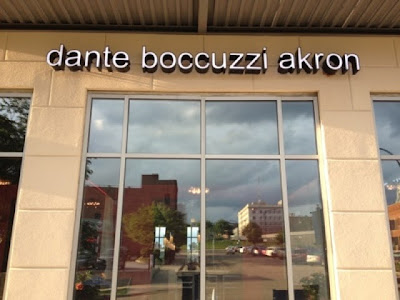 dante boccuzzi akron